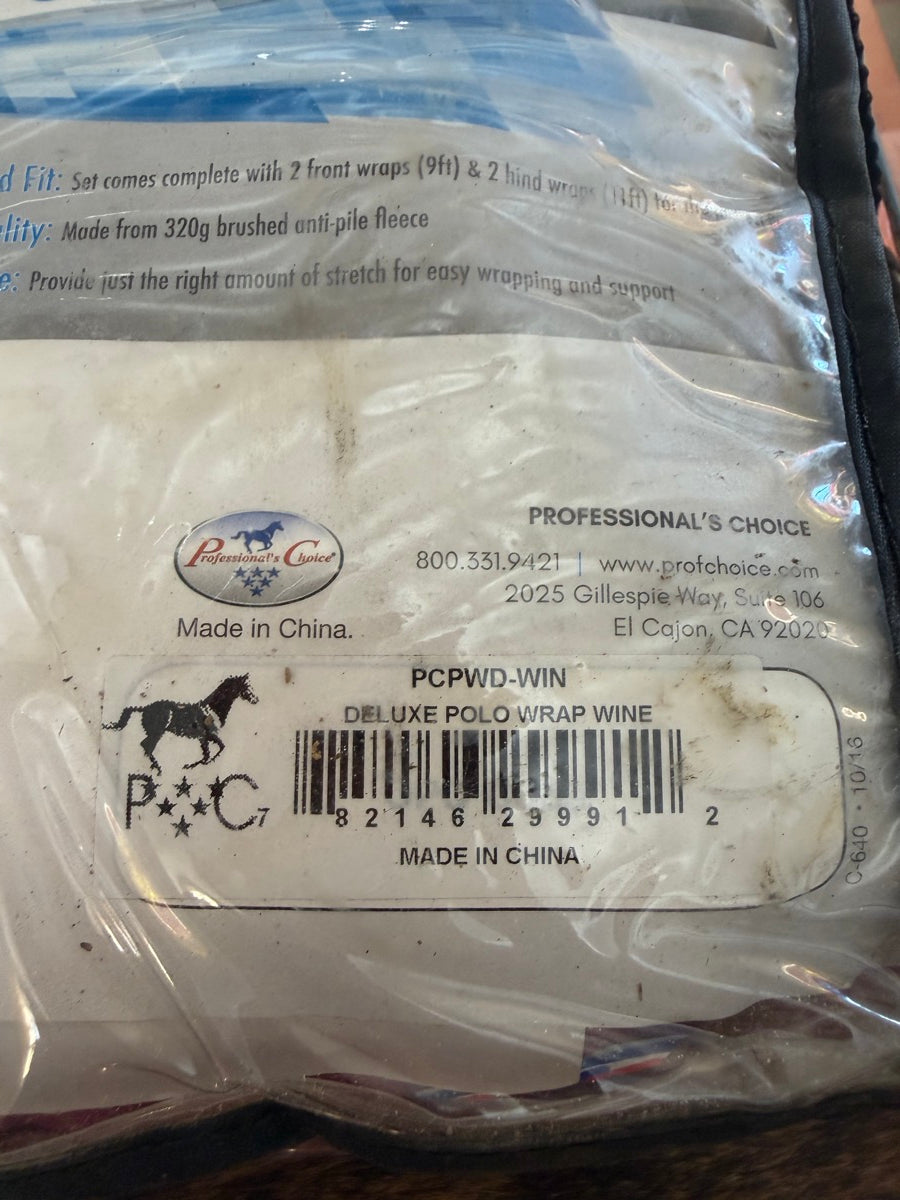 d Fit: Set comes complete with 2 front wraps (9ft) & 2 hind wraps (11ft)
lity: Made from 320g brushed anti-pile fleece
e: Provide just the right amount of stretch for easy wrapping and support
Professional's Choice®
Made in China.
PROFESSIONAL'S CHOICE
800.331.9421 | www.profchoice.com
2025 Gillespie Way, Suite 106
El Cajon, CA 92020
PCPWD-WIN
DELUXE POLO WRAP WINE
P C
7 82146 29991 2
MADE IN CHINA
C-640 • 10/16